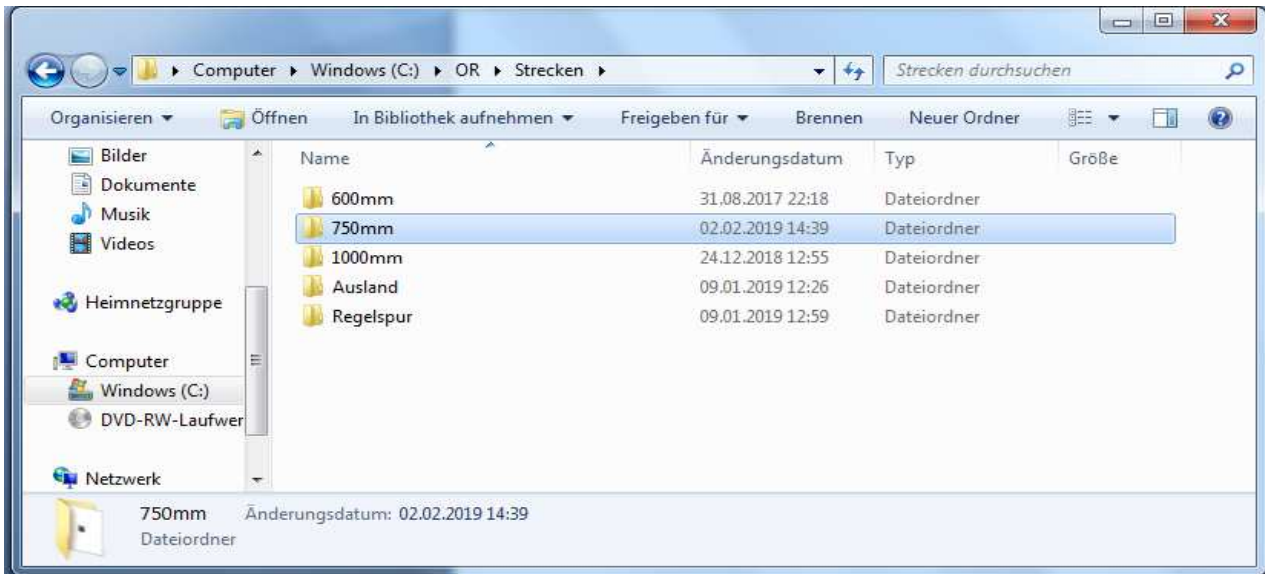 Computer Windows (C:) OR Strecken Strecken durchsuchen
Organisieren Öffnen In Bibliothek aufnehmen Freigeben für Brennen Neuer Ordner
Bilder
Dokumente
Musik
Videos
Heimnetzgruppe
Computer
Windows (C:)
DVD-RW-Laufwer
Netzwerk
Name Änderungsdatum Typ Größe
600mm 31.08.2017 22:18 Dateiordner
750mm 02.02.2019 14:39 Dateiordner
1000mm 24.12.2018 12:55 Dateiordner
Ausland 09.01.2019 12:26 Dateiordner
Regelspur 09.01.2019 12:59 Dateiordner
750mm Änderungsdatum: 02.02.2019 14:39
Dateiordner